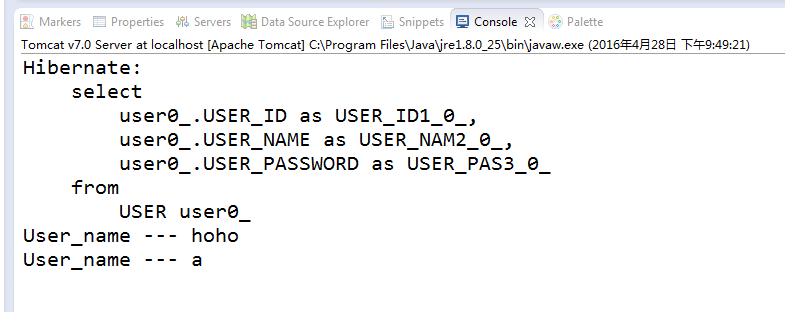 Markers Properties Servers Data Source Explorer Snippets Console Palette
Tomcat v7.0 Server at localhost [Apache Tomcat] C:\Program Files\Java\jre1.8.0_25\bin\javaw.exe (2016年4月28日 下午9:49:21)
Hibernate:
    select
        user0_.USER_ID as USER_ID1_0_,
        user0_.USER_NAME as USER_NAM2_0_,
        user0_.USER_PASSWORD as USER_PAS3_0_
    from
        USER user0_
User_name --- hoho
User_name --- a